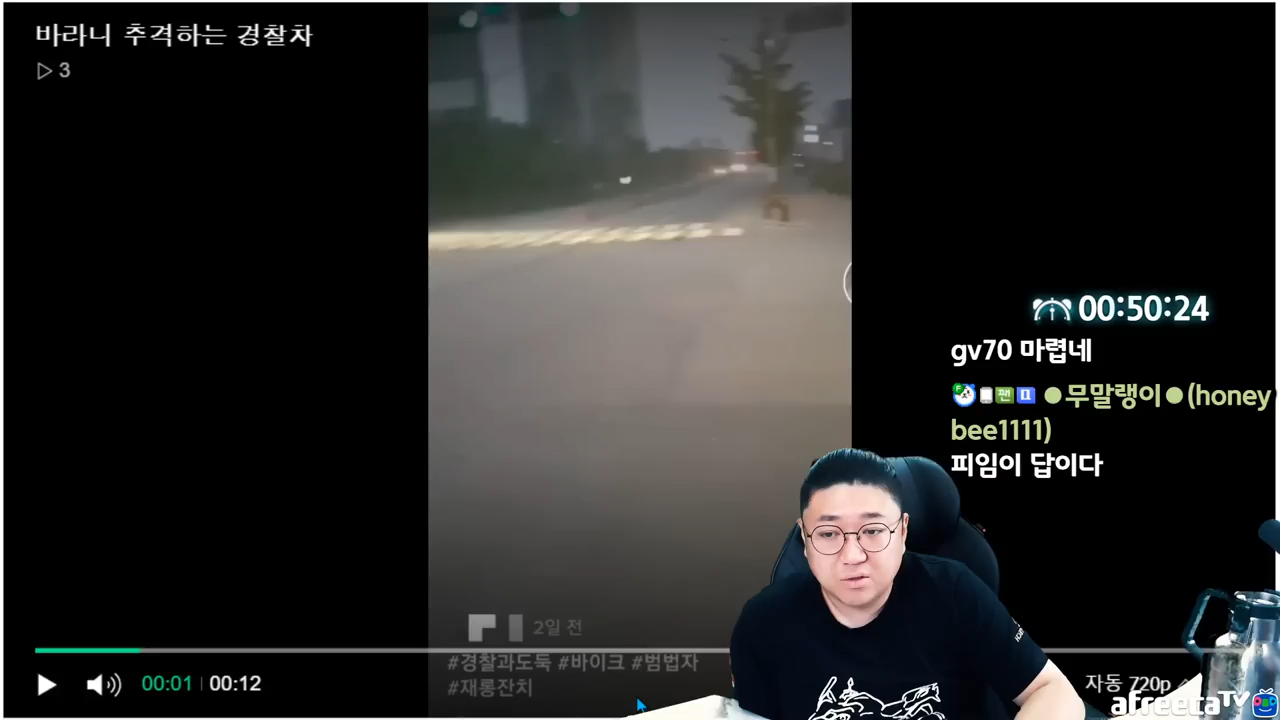 바라니 추격하는 경찰차
3
00:50:24
gv70 마렵네
●무말랭이●(honey
bee1111)
피임이 답이다
2일 전
#경찰과도둑 #바이크 #범법자
#재롱잔치
00:01 00:12
자동 720p
afreecaTV